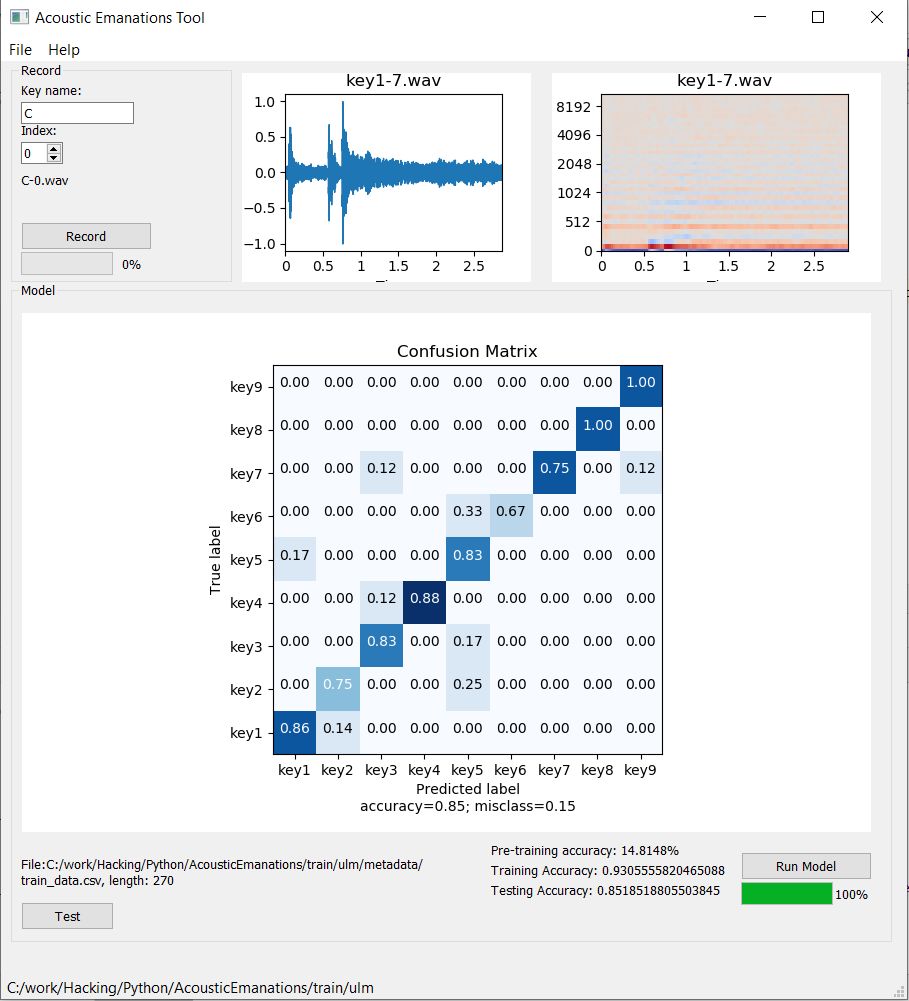 Acoustic Emanations Tool
File Help
Record
Key name:
C
Index:
0
C-0.wav
Record
0%
key1-7.wav
1.0
0.5
0.0
−0.5
−1.0
0 0.5 1 1.5 2 2.5
key1-7.wav
8192
4096
2048
1024
512
0
0 0.5 1 1.5 2 2.5
Model
Confusion Matrix
True label
key9 0.00 0.00 0.00 0.00 0.00 0.00 0.00 0.00 1.00
key8 0.00 0.00 0.00 0.00 0.00 0.00 0.00 1.00 0.00
key7 0.00 0.00 0.12 0.00 0.00 0.00 0.75 0.00 0.12
key6 0.00 0.00 0.00 0.00 0.33 0.67 0.00 0.00 0.00
key5 0.17 0.00 0.00 0.00 0.83 0.00 0.00 0.00 0.00
key4 0.00 0.00 0.12 0.88 0.00 0.00 0.00 0.00 0.00
key3 0.00 0.00 0.83 0.00 0.17 0.00 0.00 0.00 0.00
key2 0.00 0.75 0.00 0.00 0.25 0.00 0.00 0.00 0.00
key1 0.86 0.14 0.00 0.00 0.00 0.00 0.00 0.00 0.00
key1 key2 key3 key4 key5 key6 key7 key8 key9
Predicted label
accuracy=0.85; misclass=0.15
File:C:/work/Hacking/Python/AcousticEmanations/train/ulm/metadata/
train_data.csv, length: 270
Test
Pre-training accuracy: 14.8148%
Training Accuracy: 0.9305555820465088
Testing Accuracy: 0.8518518805503845
Run Model
100%
C:/work/Hacking/Python/AcousticEmanations/train/ulm